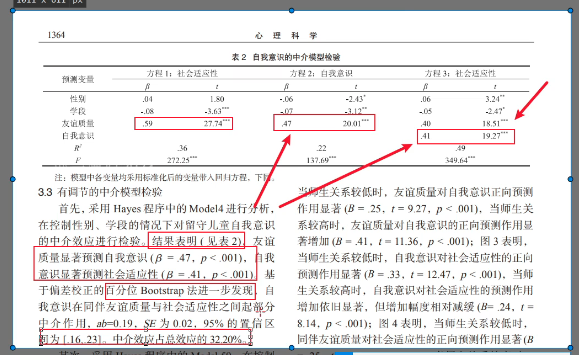 1364
心 理 科 学
表 2 自我意识的中介模型检验
预测变量 方程 1：社会适应性 方程 2：自我意识 方程 3：社会适应性
β t β t β t
性别 .04 1.80 -.06 -2.43* .06 3.24**
学段 -.08 -3.63*** -.07 -3.12** -.05 -2.47*
友谊质量 .59 27.74*** .47 20.01*** .40 18.51***
自我意识 .41 19.27***
R² .36 .22 .49
F 272.25*** 137.69*** 349.64***
注：模型中各变量均采用标准化后的变量带入回归方程，下同。
3.3 有调节的中介模型检验
首先，采用 Hayes 程序中的 Model4 进行分析，
在控制性别、学段的情况下对留守儿童自我意识
的中介效应进行检验。结果表明（见表 2）友谊
质量显著预测自我意识（β = .47，p < .001），自我
意识显著预测社会适应性（β = .41，p < .001）。基
于偏差校正的百分位 Bootstrap 法进一步发现，自
我意识在同伴友谊质量与社会适应性之间起部分
中介作用，ab=0.19，SE 为 0.02，95% 的置信区
间为 [.16, .23]。中介效应占总效应的 32.20%。
当师生关系较低时，友谊质量对自我意识正向预测
作用显著 (B = .25，t = 9.27，p < .001)，当师生关
系较高时，友谊质量对自我意识的正向预测作用显
著增加 (B = .41，t = 11.36，p < .001)；图 3 表明，
当师生关系较低时，自我意识对社会适应性的正向
预测作用显著 (B = .33，t = 12.47，p < .001)，当师
生关系较高时，自我意识对社会适应性的预测作用
增加依旧显著，但增加幅度相对减缓 (B= .24，t =
8.14，p < .001)；图 4 表明，当师生关系较低时，
同伴友谊质量对社会适应性的预测作用显著(B